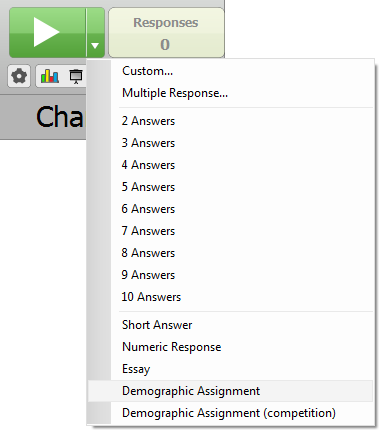 Responses
0
Cha
Custom...
Multiple Response...
2 Answers
3 Answers
4 Answers
5 Answers
6 Answers
7 Answers
8 Answers
9 Answers
10 Answers
Short Answer
Numeric Response
Essay
Demographic Assignment
Demographic Assignment (competition)